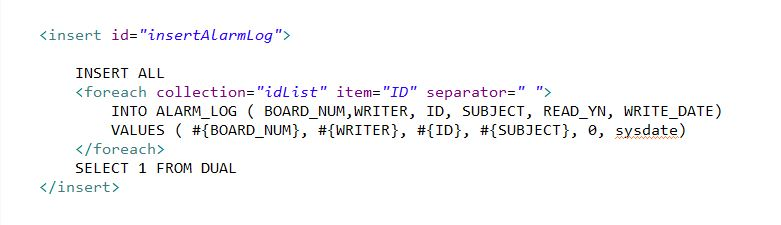 <insert id="insertAlarmLog">
INSERT ALL
<foreach collection="idList" item="ID" separator=" ">
INTO ALARM_LOG ( BOARD_NUM,WRITER, ID, SUBJECT, READ_YN, WRITE_DATE)
VALUES ( #{BOARD_NUM}, #{WRITER}, #{ID}, #{SUBJECT}, 0, sysdate)
</foreach>
SELECT 1 FROM DUAL
</insert>